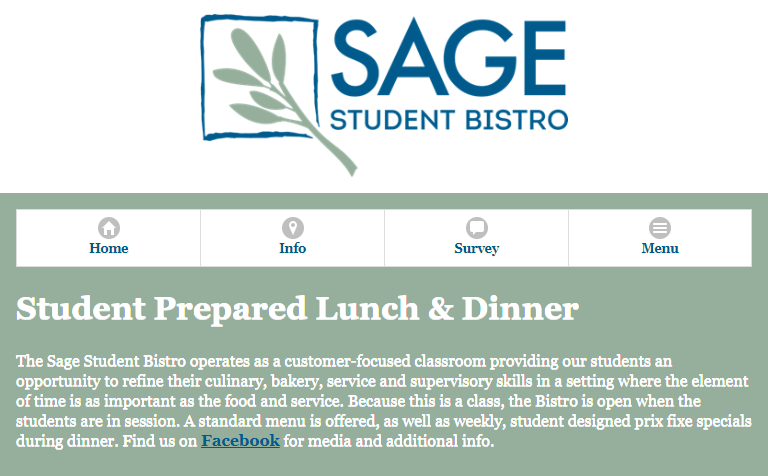 SAGE
STUDENT BISTRO
Home Info Survey Menu
Student Prepared Lunch & Dinner
The Sage Student Bistro operates as a customer-focused classroom providing our students an
opportunity to refine their culinary, bakery, service and supervisory skills in a setting where the element
of time is as important as the food and service. Because this is a class, the Bistro is open when the
students are in session. A standard menu is offered, as well as weekly, student designed prix fixe specials
during dinner. Find us on Facebook for media and additional info.